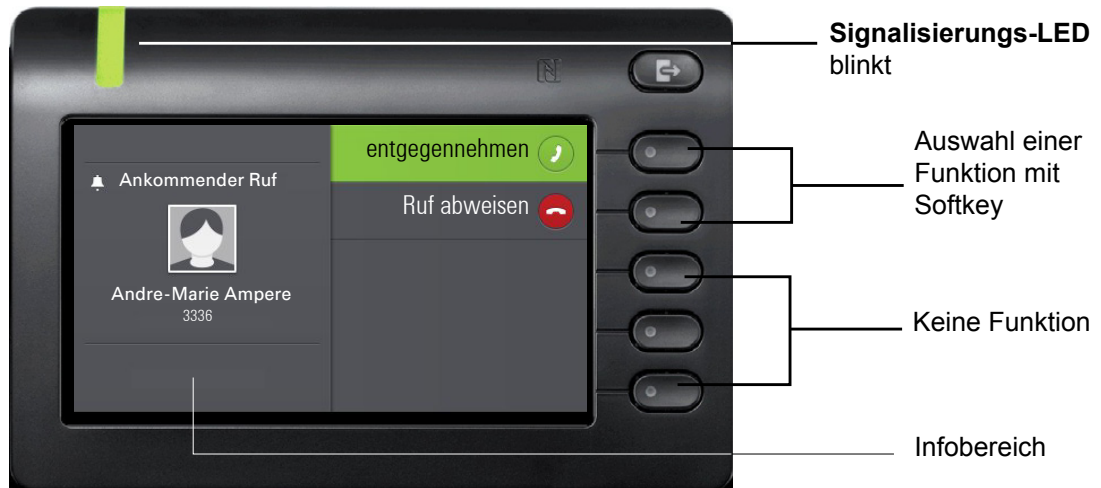 Signalisierungs-LED
blinkt
entgegennehmen
Ruf abweisen
Ankommender Ruf
Andre-Marie Ampere
3336
Auswahl einer
Funktion mit
Softkey
Keine Funktion
Infobereich